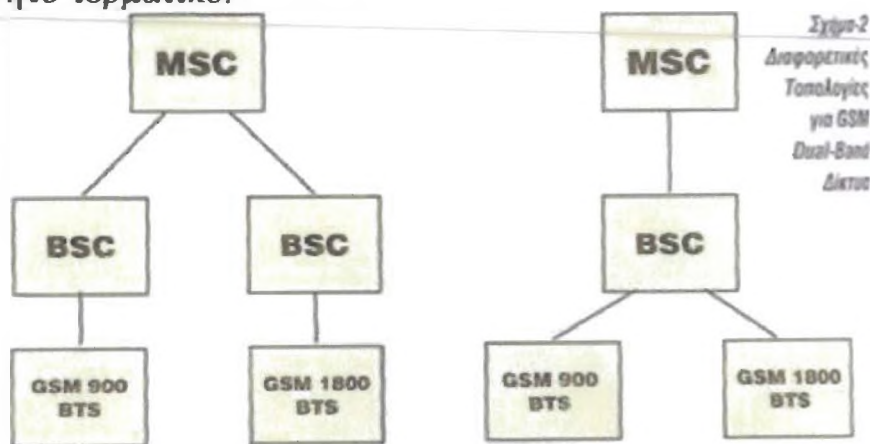 MSC
BSC
BSC
GSM 900
BTS
GSM 1800
BTS
MSC
BSC
GSM 900
BTS
GSM 1800
BTS
Σχήμα-2
Διαφορετικές
Τοπολογίες
για GSM
Dual-Band
Δίκτυα